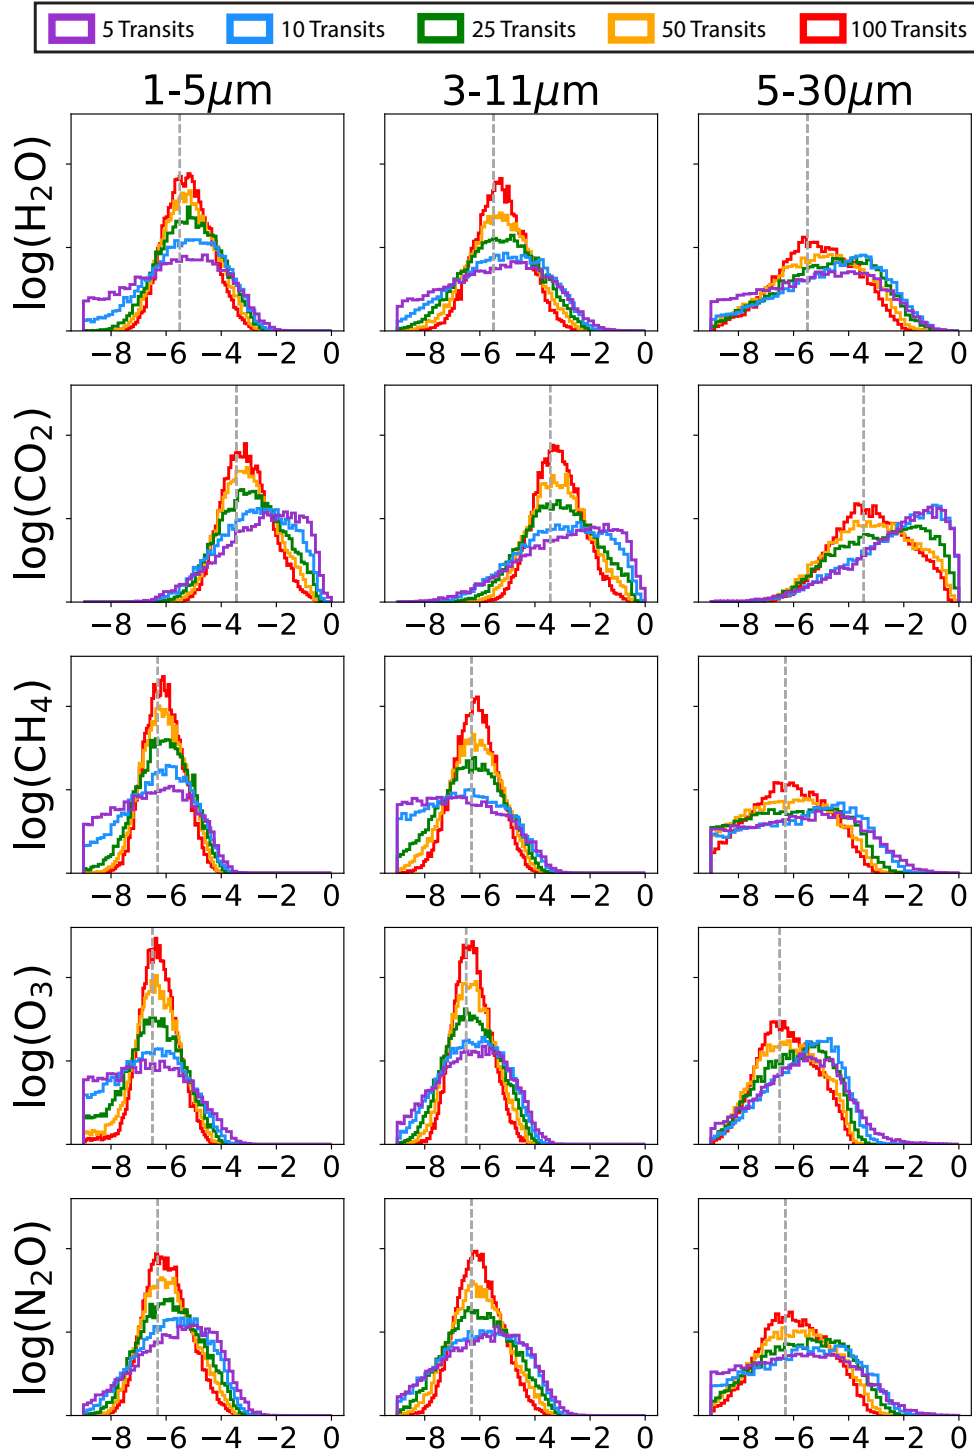 5 Transits 10 Transits 25 Transits 50 Transits 100 Transits
1-5μm 3-11μm 5-30μm
log(H₂O)
−8 −6 −4 −2 0 −8 −6 −4 −2 0 −8 −6 −4 −2 0
log(CO₂)
−8 −6 −4 −2 0 −8 −6 −4 −2 0 −8 −6 −4 −2 0
log(CH₄)
−8 −6 −4 −2 0 −8 −6 −4 −2 0 −8 −6 −4 −2 0
log(O₃)
−8 −6 −4 −2 0 −8 −6 −4 −2 0 −8 −6 −4 −2 0
log(N₂O)
−8 −6 −4 −2 0 −8 −6 −4 −2 0 −8 −6 −4 −2 0